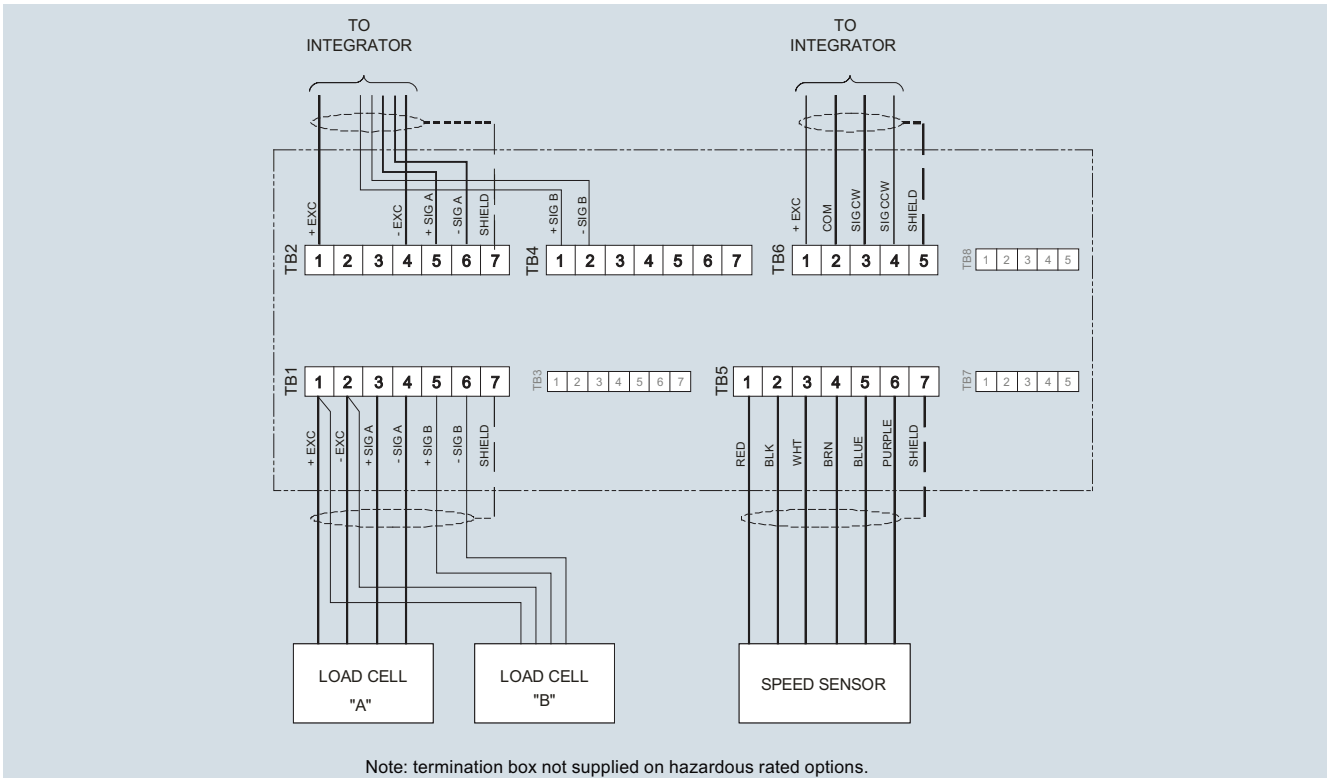 TO
INTEGRATOR
TO
INTEGRATOR
+ EXC
- EXC
+ SIG A
- SIG A
SHIELD
+ SIG B
- SIG B
+ EXC
COM
SIG CW
SIG CCW
SHIELD
TB2 1 2 3 4 5 6 7
TB4 1 2 3 4 5 6 7
TB6 1 2 3 4 5
TB8 1 2 3 4 5
TB1 1 2 3 4 5 6 7
TB3 1 2 3 4 5 6 7
TB5 1 2 3 4 5 6 7
TB7 1 2 3 4 5
+ EXC
- EXC
+ SIG A
- SIG A
+ SIG B
- SIG B
SHIELD
RED
BLK
WHT
BRN
BLUE
PURPLE
SHIELD
LOAD CELL
"A"
LOAD CELL
"B"
SPEED SENSOR
Note: termination box not supplied on hazardous rated options.